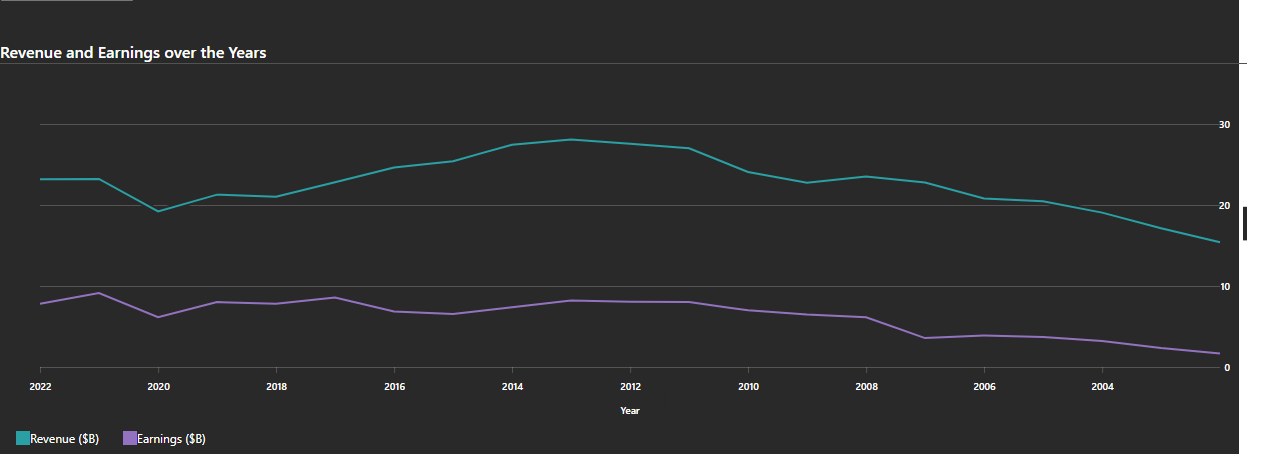 Revenue and Earnings over the Years
30
20
10
0
2022 2020 2018 2016 2014 2012 2010 2008 2006 2004
Year
Revenue ($B) Earnings ($B)